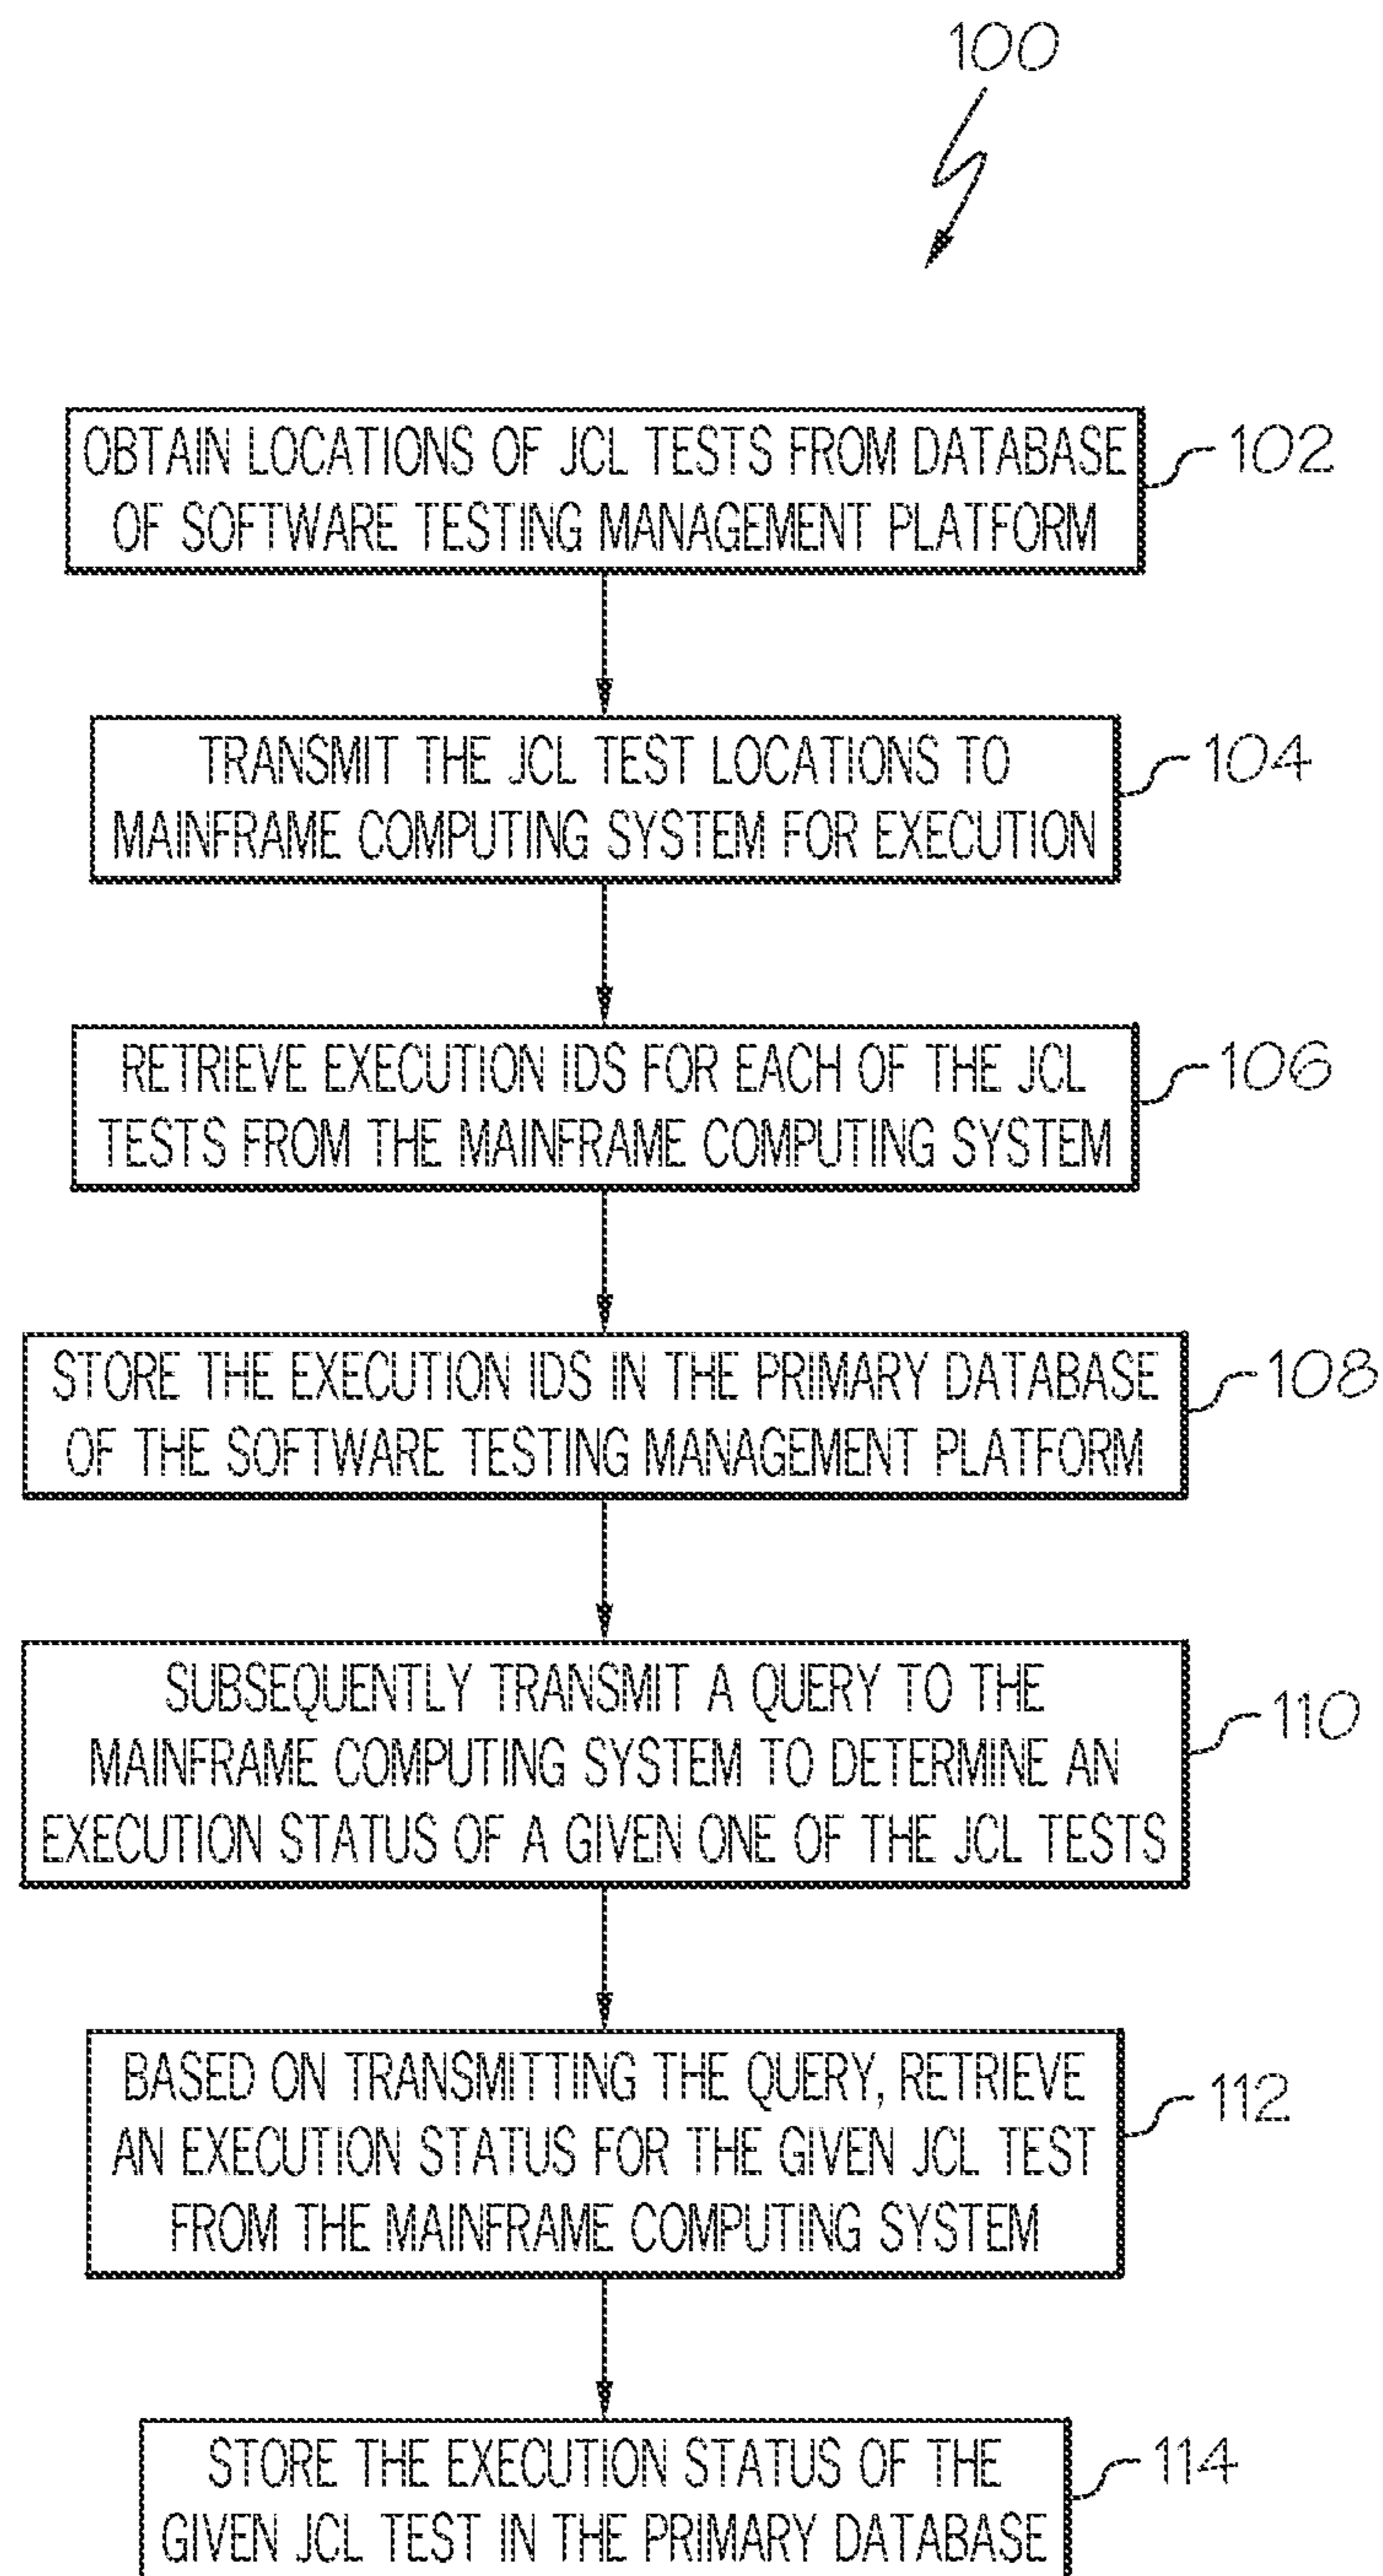 100
OBTAIN LOCATIONS OF JCL TESTS FROM DATABASE
OF SOFTWARE TESTING MANAGEMENT PLATFORM
102
TRANSMIT THE JCL TEST LOCATIONS TO
MAINFRAME COMPUTING SYSTEM FOR EXECUTION
104
RETRIEVE EXECUTION IDS FOR EACH OF THE JCL
TESTS FROM THE MAINFRAME COMPUTING SYSTEM
106
STORE THE EXECUTION IDS IN THE PRIMARY DATABASE
OF THE SOFTWARE TESTING MANAGEMENT PLATFORM
108
SUBSEQUENTLY TRANSMIT A QUERY TO THE
MAINFRAME COMPUTING SYSTEM TO DETERMINE AN
EXECUTION STATUS OF A GIVEN ONE OF THE JCL TESTS
110
BASED ON TRANSMITTING THE QUERY, RETRIEVE
AN EXECUTION STATUS FOR THE GIVEN JCL TEST
FROM THE MAINFRAME COMPUTING SYSTEM
112
STORE THE EXECUTION STATUS OF THE
GIVEN JCL TEST IN THE PRIMARY DATABASE
114